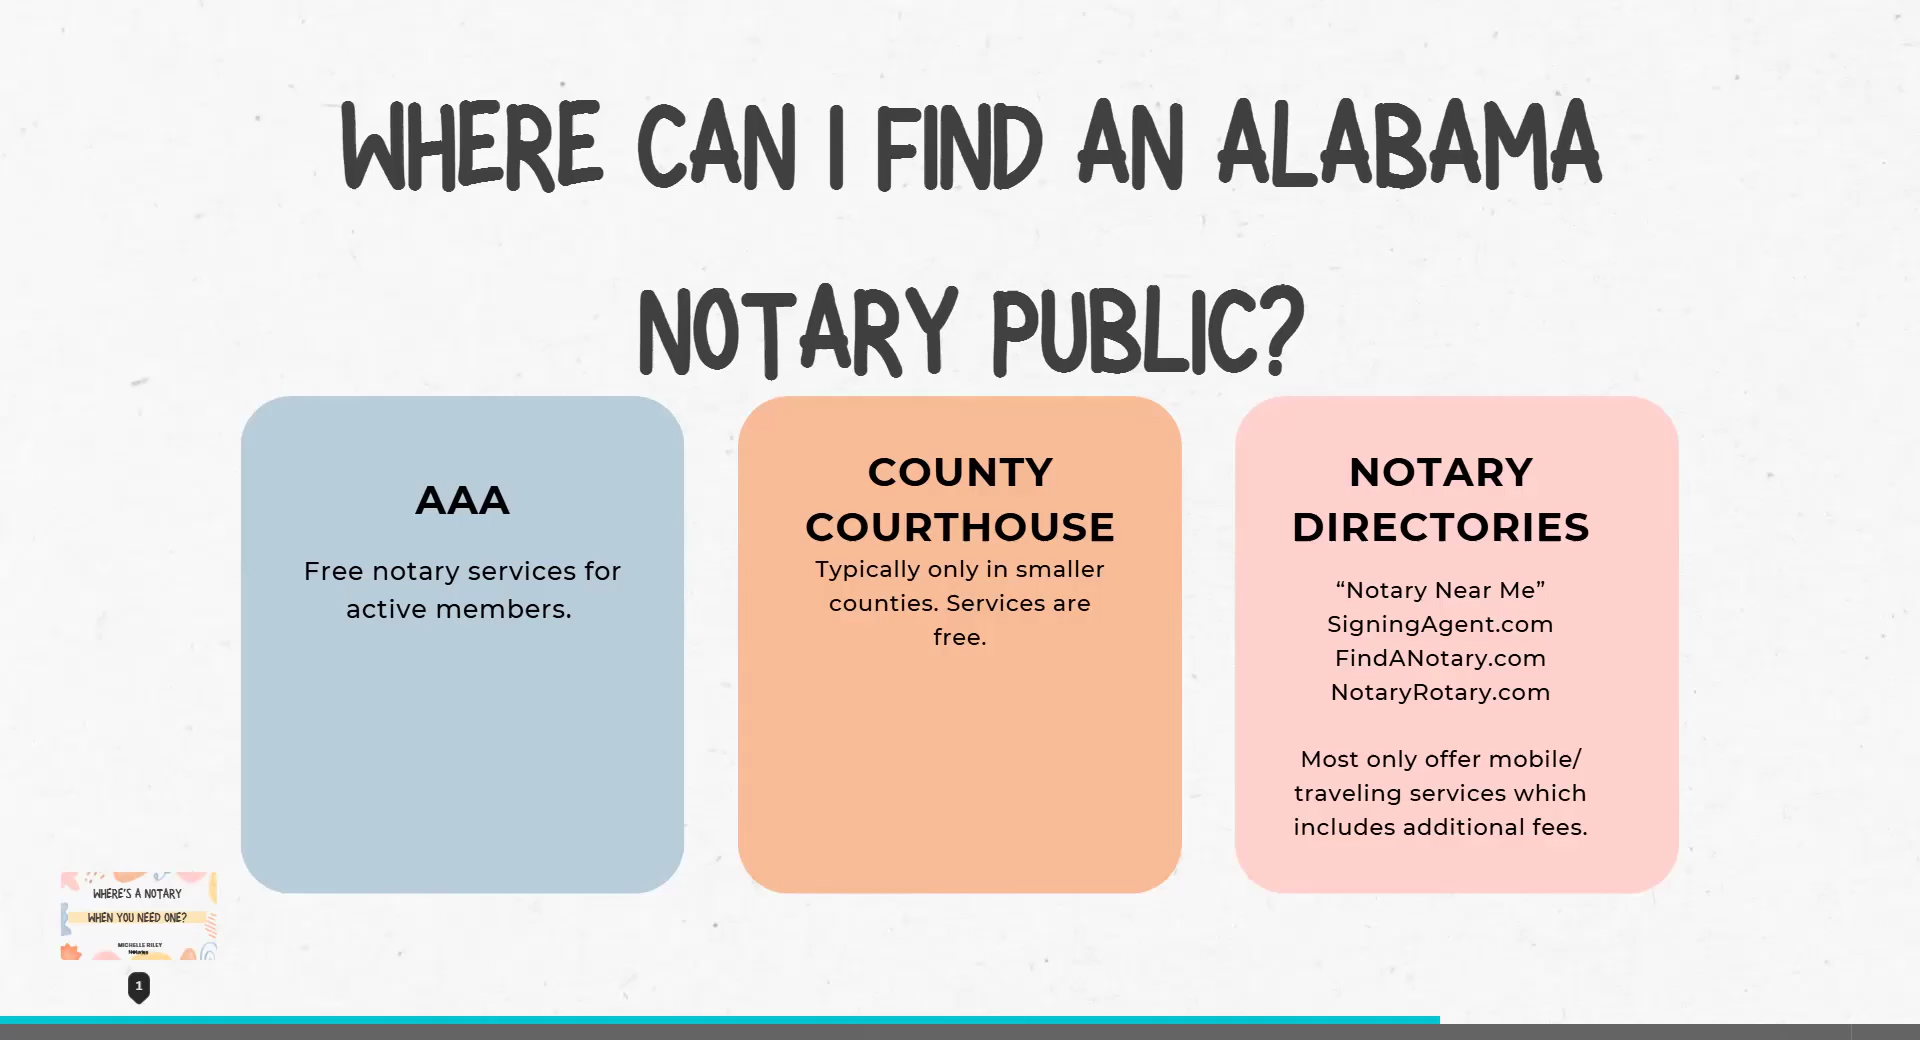 WHERE CAN I FIND AN ALABAMA
NOTARY PUBLIC?
AAA
Free notary services for
active members.
COUNTY
COURTHOUSE
Typically only in smaller
counties. Services are
free.
NOTARY
DIRECTORIES
“Notary Near Me”
SigningAgent.com
FindANotary.com
NotaryRotary.com
Most only offer mobile/
traveling services which
includes additional fees.
WHERE'S A NOTARY
WHEN YOU NEED ONE?
MICHELLE RILEY
1